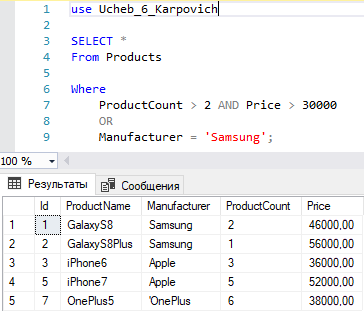 1 use Ucheb_6_Karpovich
2
3 SELECT *
4 From Products
5
6 Where
7 ProductCount > 2 AND Price > 30000
8 OR
9 Manufacturer = 'Samsung';
100 %
Результаты Сообщения
Id ProductName Manufacturer ProductCount Price
1 1 GalaxyS8 Samsung 2 46000,00
2 2 GalaxyS8Plus Samsung 1 56000,00
3 3 iPhone6 Apple 3 36000,00
4 5 iPhone7 Apple 5 52000,00
5 7 OnePlus5 'OnePlus 6 38000,00